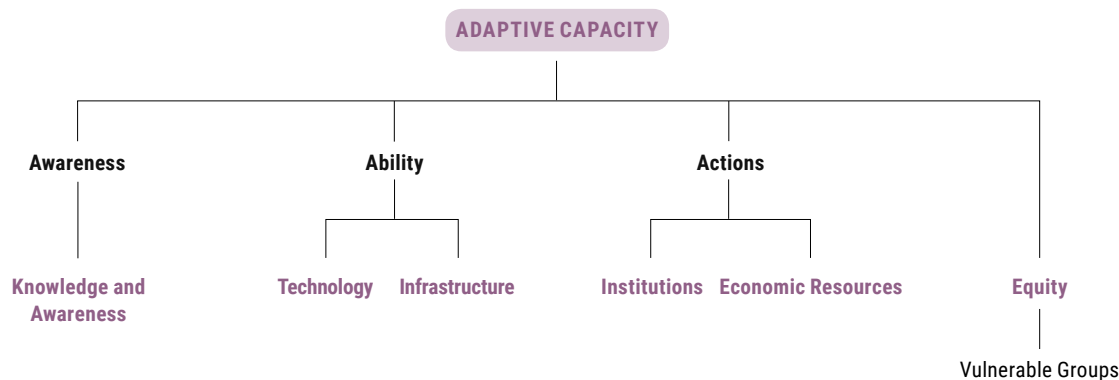 ADAPTIVE CAPACITY
Awareness
Ability
Actions
Knowledge and
Awareness
Technology
Infrastructure
Institutions
Economic Resources
Equity
Vulnerable Groups